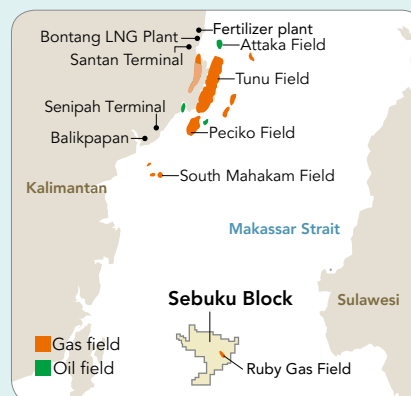 Fertilizer plant
Bontang LNG Plant
Attaka Field
Santan Terminal
Tunu Field
Senipah Terminal
Peciko Field
Balikpapan
South Mahakam Field
Kalimantan
Makassar Strait
Sebuku Block
Sulawesi
Gas field
Oil field
Ruby Gas Field